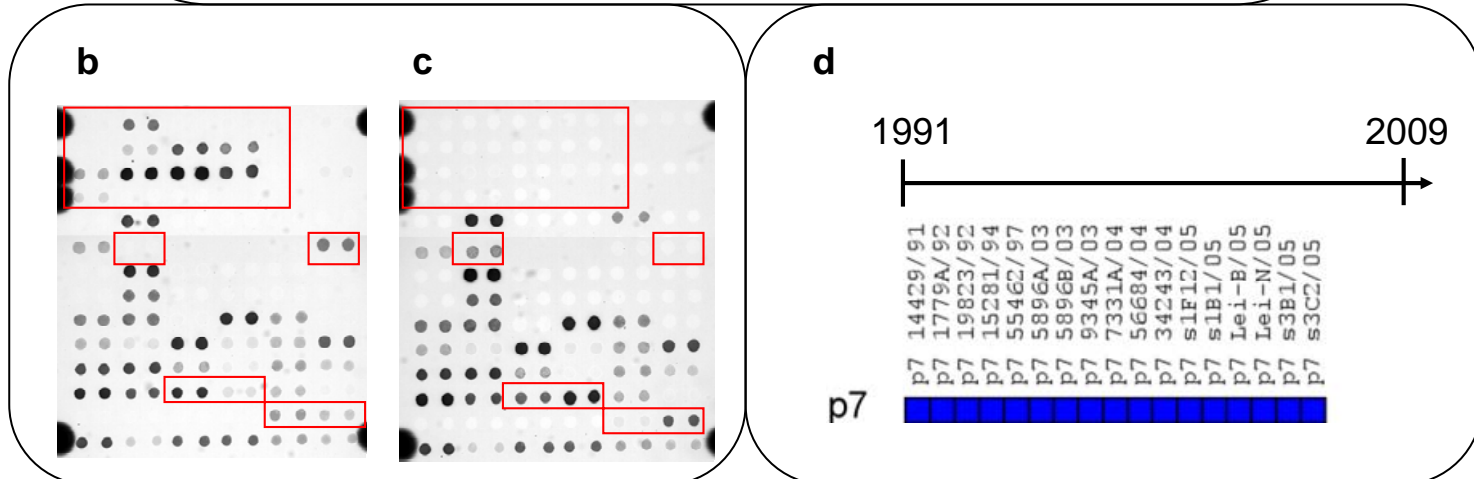 b
c
d
1991
2009
p7 14429/91
p7 1779A/92
p7 19823/92
p7 15281/94
p7 55462/97
p7 5896A/03
p7 5896B/03
p7 9345A/03
p7 7331A/04
p7 56684/04
p7 34243/04
p7 s1F12/05
p7 s1B1/05
p7 Lei-B/05
p7 Lei-N/05
p7 s3B1/05
p7 s3C2/05
p7